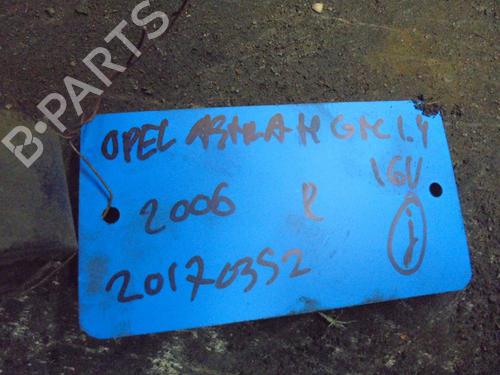 B-PARTS
OPEL ASTRA H GTC 1.4
16V
2006 R
j
20170352